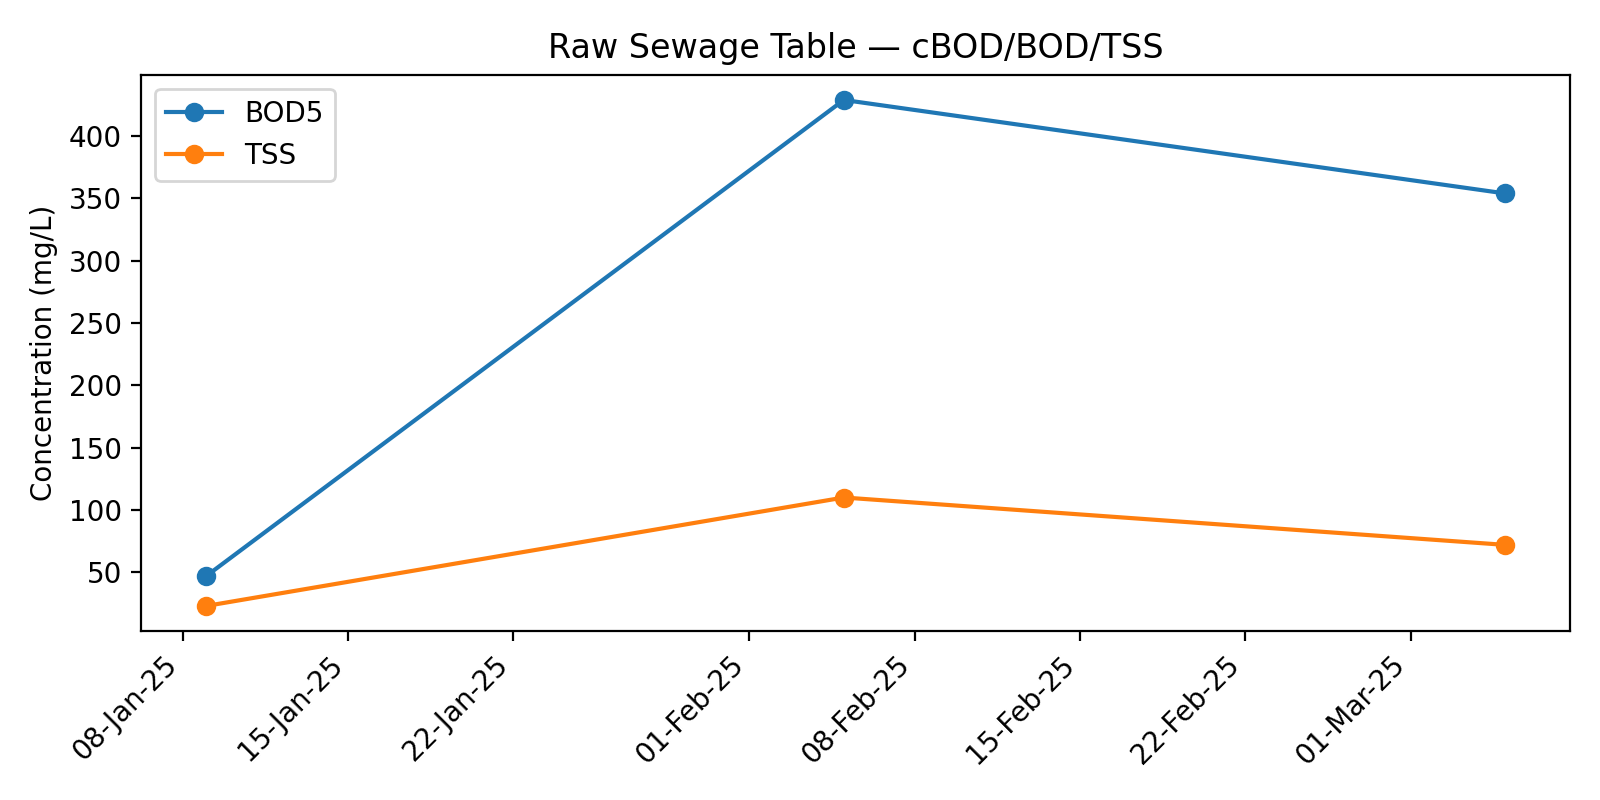 Raw Sewage Table — cBOD/BOD/TSS
BOD5
TSS
Concentration (mg/L)
400
350
300
250
200
150
100
50
08-Jan-25
15-Jan-25
22-Jan-25
01-Feb-25
08-Feb-25
15-Feb-25
22-Feb-25
01-Mar-25